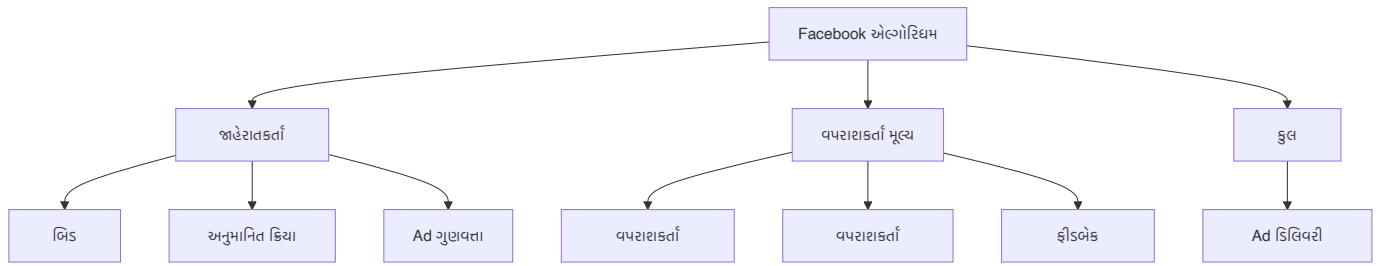 Facebook એલ્ગોરિધમ
જાહેરાતકર્તા
વપરાશકર્તા મૂલ્ય
કુલ
બિડ
અનુમાનિત ક્રિયા
Ad ગુણવત્તા
વપરાશકર્તા
વપરાશકર્તા
ફીડબેક
Ad ડિલિવરી